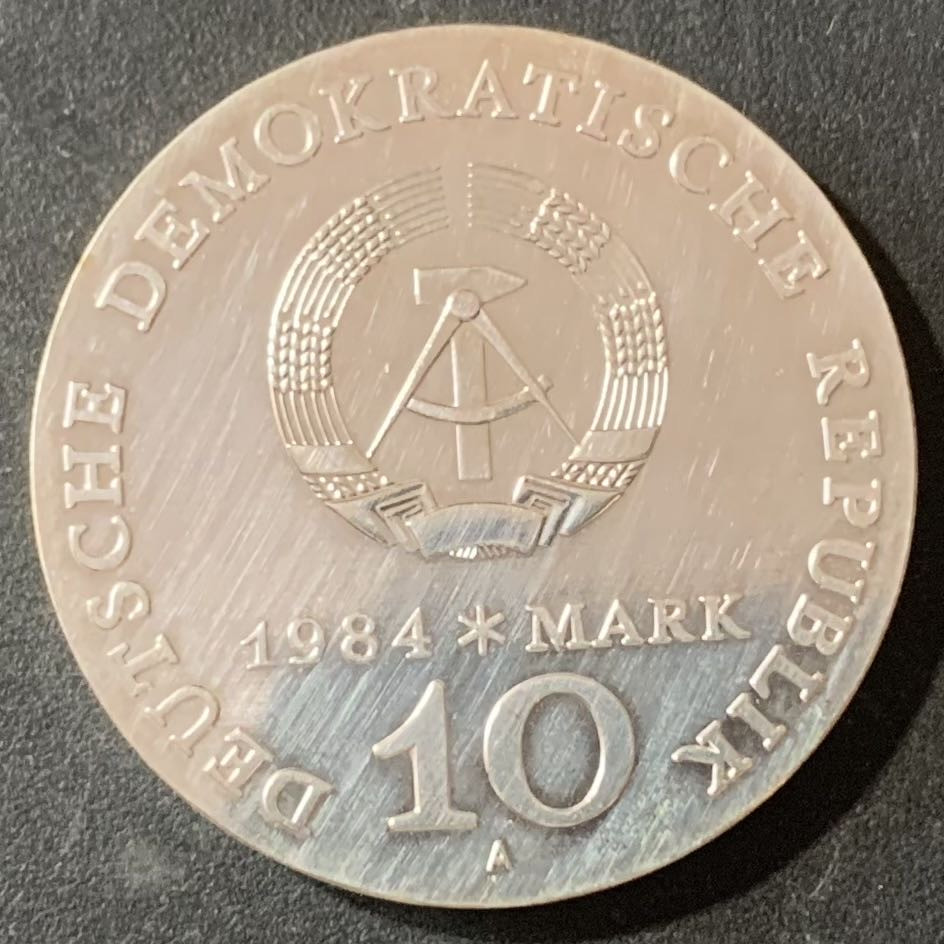 DEUTSCHE DEMOKRATISCHE REPUBLIK
1984 * MARK
10
A